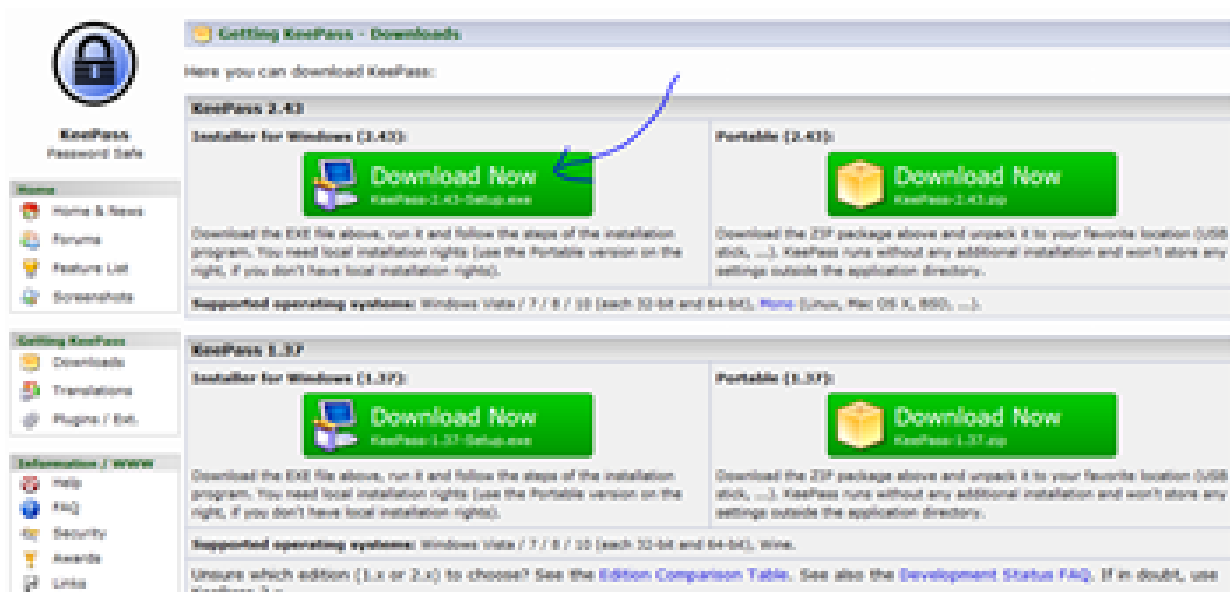 KeePass
Password Safe
Home
Home & News
Forums
Feature List
Screenshots
Getting KeePass
Downloads
Translations
Plugins / Ext.
Information / WWW
Help
FAQ
Security
Awards
Links
Getting KeePass - Downloads
Here you can download KeePass:
KeePass 2.43
Installer for Windows (2.43):
Download Now
KeePass-2.43-Setup.exe
Download the EXE file above, run it and follow the steps of the installation
program. You need local installation rights (use the Portable version on the
right, if you don't have local installation rights).
Portable (2.43):
Download Now
KeePass-2.43.zip
Download the ZIP package above and unpack it to your favorite location (USB
stick, ...). KeePass runs without any additional installation and won't store any
settings outside the application directory.
Supported operating systems: Windows Vista / 7 / 8 / 10 (each 32-bit and 64-bit), Mono (Linux, Mac OS X, BSD, ...).
KeePass 1.37
Installer for Windows (1.37):
Download Now
KeePass-1.37-Setup.exe
Download the EXE file above, run it and follow the steps of the installation
program. You need local installation rights (use the Portable version on the
right, if you don't have local installation rights).
Portable (1.37):
Download Now
KeePass-1.37.zip
Download the ZIP package above and unpack it to your favorite location (USB
stick, ...). KeePass runs without any additional installation and won't store any
settings outside the application directory.
Supported operating systems: Windows Vista / 7 / 8 / 10 (each 32-bit and 64-bit), Wine.
Unsure which edition (1.x or 2.x) to choose? See the Edition Comparison Table. See also the Development Status FAQ. If in doubt, use
KeePass 2.x.